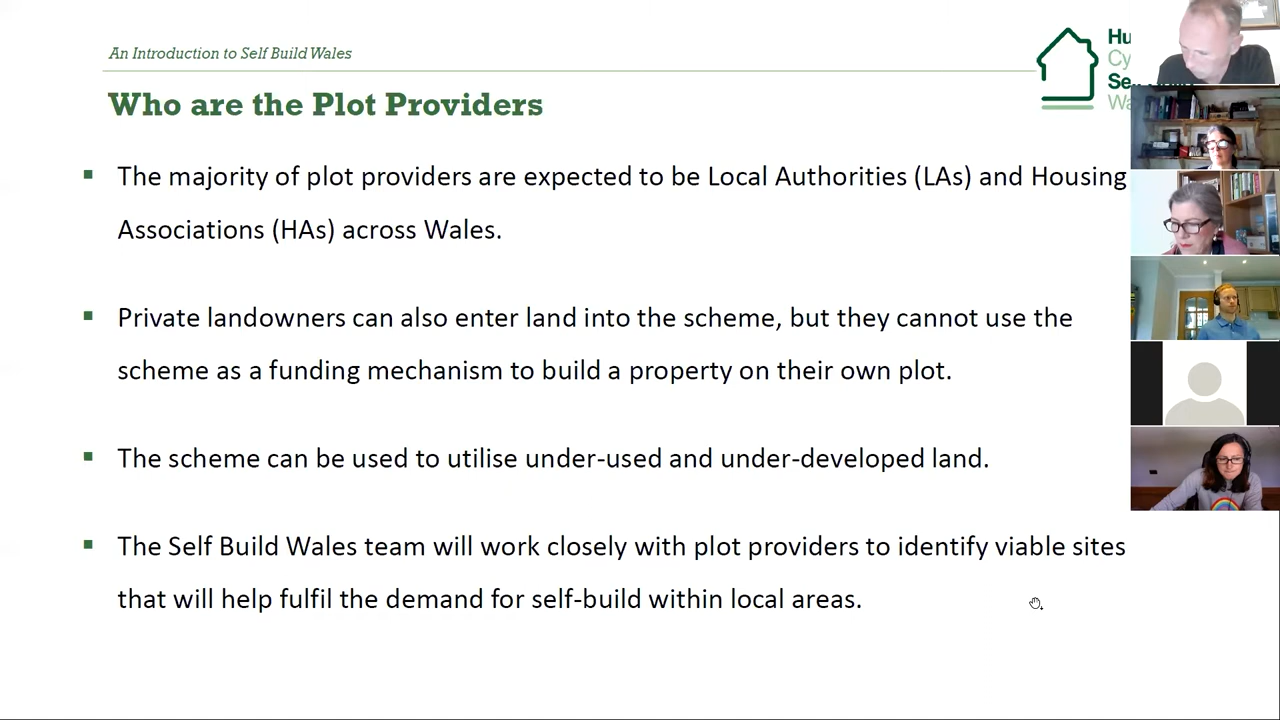 An Introduction to Self Build Wales
Who are the Plot Providers
▪ The majority of plot providers are expected to be Local Authorities (LAs) and Housing
Associations (HAs) across Wales.
▪ Private landowners can also enter land into the scheme, but they cannot use the
scheme as a funding mechanism to build a property on their own plot.
▪ The scheme can be used to utilise under-used and under-developed land.
▪ The Self Build Wales team will work closely with plot providers to identify viable sites
that will help fulfil the demand for self-build within local areas.